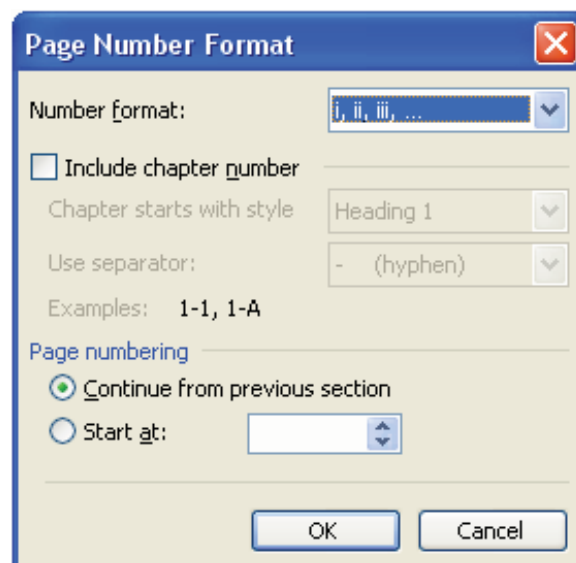 Page Number Format
Number format: i, ii, iii, ...
Include chapter number
Chapter starts with style Heading 1
Use separator: - (hyphen)
Examples: 1-1, 1-A
Page numbering
Continue from previous section
Start at:
OK Cancel